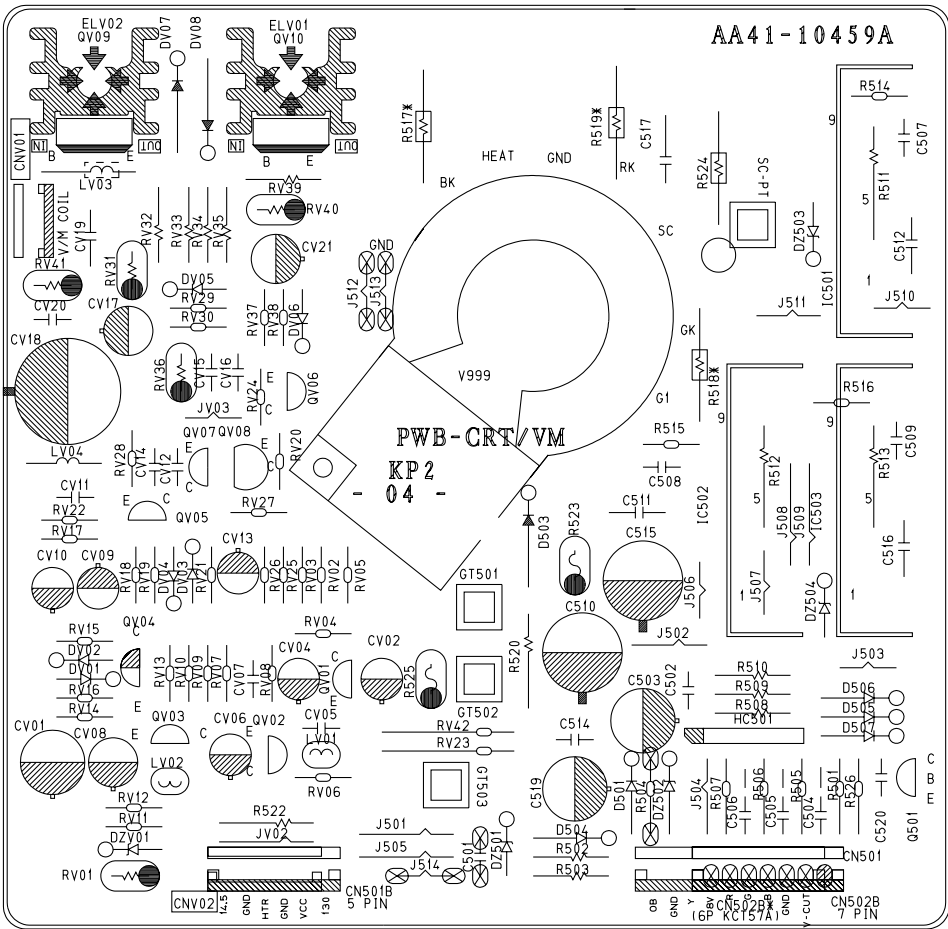 ELV02
QV09
DV07
DV08
ELV01
QV10
AA41-10459A
IN
OUT
IN
OUT
B
E
B
E
CNV01
LV03
R517*
R519*
C517
R524
SC-PT
DZ503
IC501
9
5
1
R514
C507
R511
C512
J510
J511
HEAT
GND
BK
RK
SC
GK
G1
V999
R518*
V/M COIL
CV19
RV31
RV32
RV33
RV34
RV35
RV39
RV40
CV21
RV41
CV20
CV17
DV05
RV29
RV30
RV37
RV38
DV06
GND
J512
J513
CV18
RV36
CV15
CV16
RV24
E
C
QV06
JV03
QV07
QV08
RV20
LV04
RV28
CV14
CV12
E
C
E
C
PWB-CRT/VM
KP2
- 04 -
CV11
RV22
RV17
E
C
QV05
RV27
R515
C508
IC502
9
5
1
R512
J508
J509
IC503
J507
DZ504
R516
9
5
1
R513
C509
C516
D503
R523
C511
C515
J506
CV10
CV09
RV18
RV19
DV04
DV03
RV21
CV13
RV26
RV25
RV03
RV02
RV05
GT501
C510
R520
J502
J503
QV04
C
E
RV15
DV02
DV01
RV16
RV14
RV13
RV10
RV09
RV07
CV07
RV08
RV04
CV04
QV01
C
E
CV02
R525
GT502
C503
C502
R510
R509
R508
HC501
D506
D505
D507
CV01
CV08
E
QV03
C
CV06
C
QV02
E
CV05
LV01
RV06
RV42
RV23
C514
LV02
GT503
C519
D501
R504
DZ502
J504
R507
C506
R506
C505
R505
C504
R501
R526
C520
C
B
E
Q501
RV12
RV11
DZV01
RV01
R522
JV02
J501
J505
J514
C501
DZ501
D504
R502
R503
CN501
CNV02
14.5
GND
HTR
GND
VCC
130
CN501B
5 PIN
OB
GND
Y
8V
R
G
B
GND
V-CUT
CN502B*
(6P KCT57A)
CN502B
7 PIN